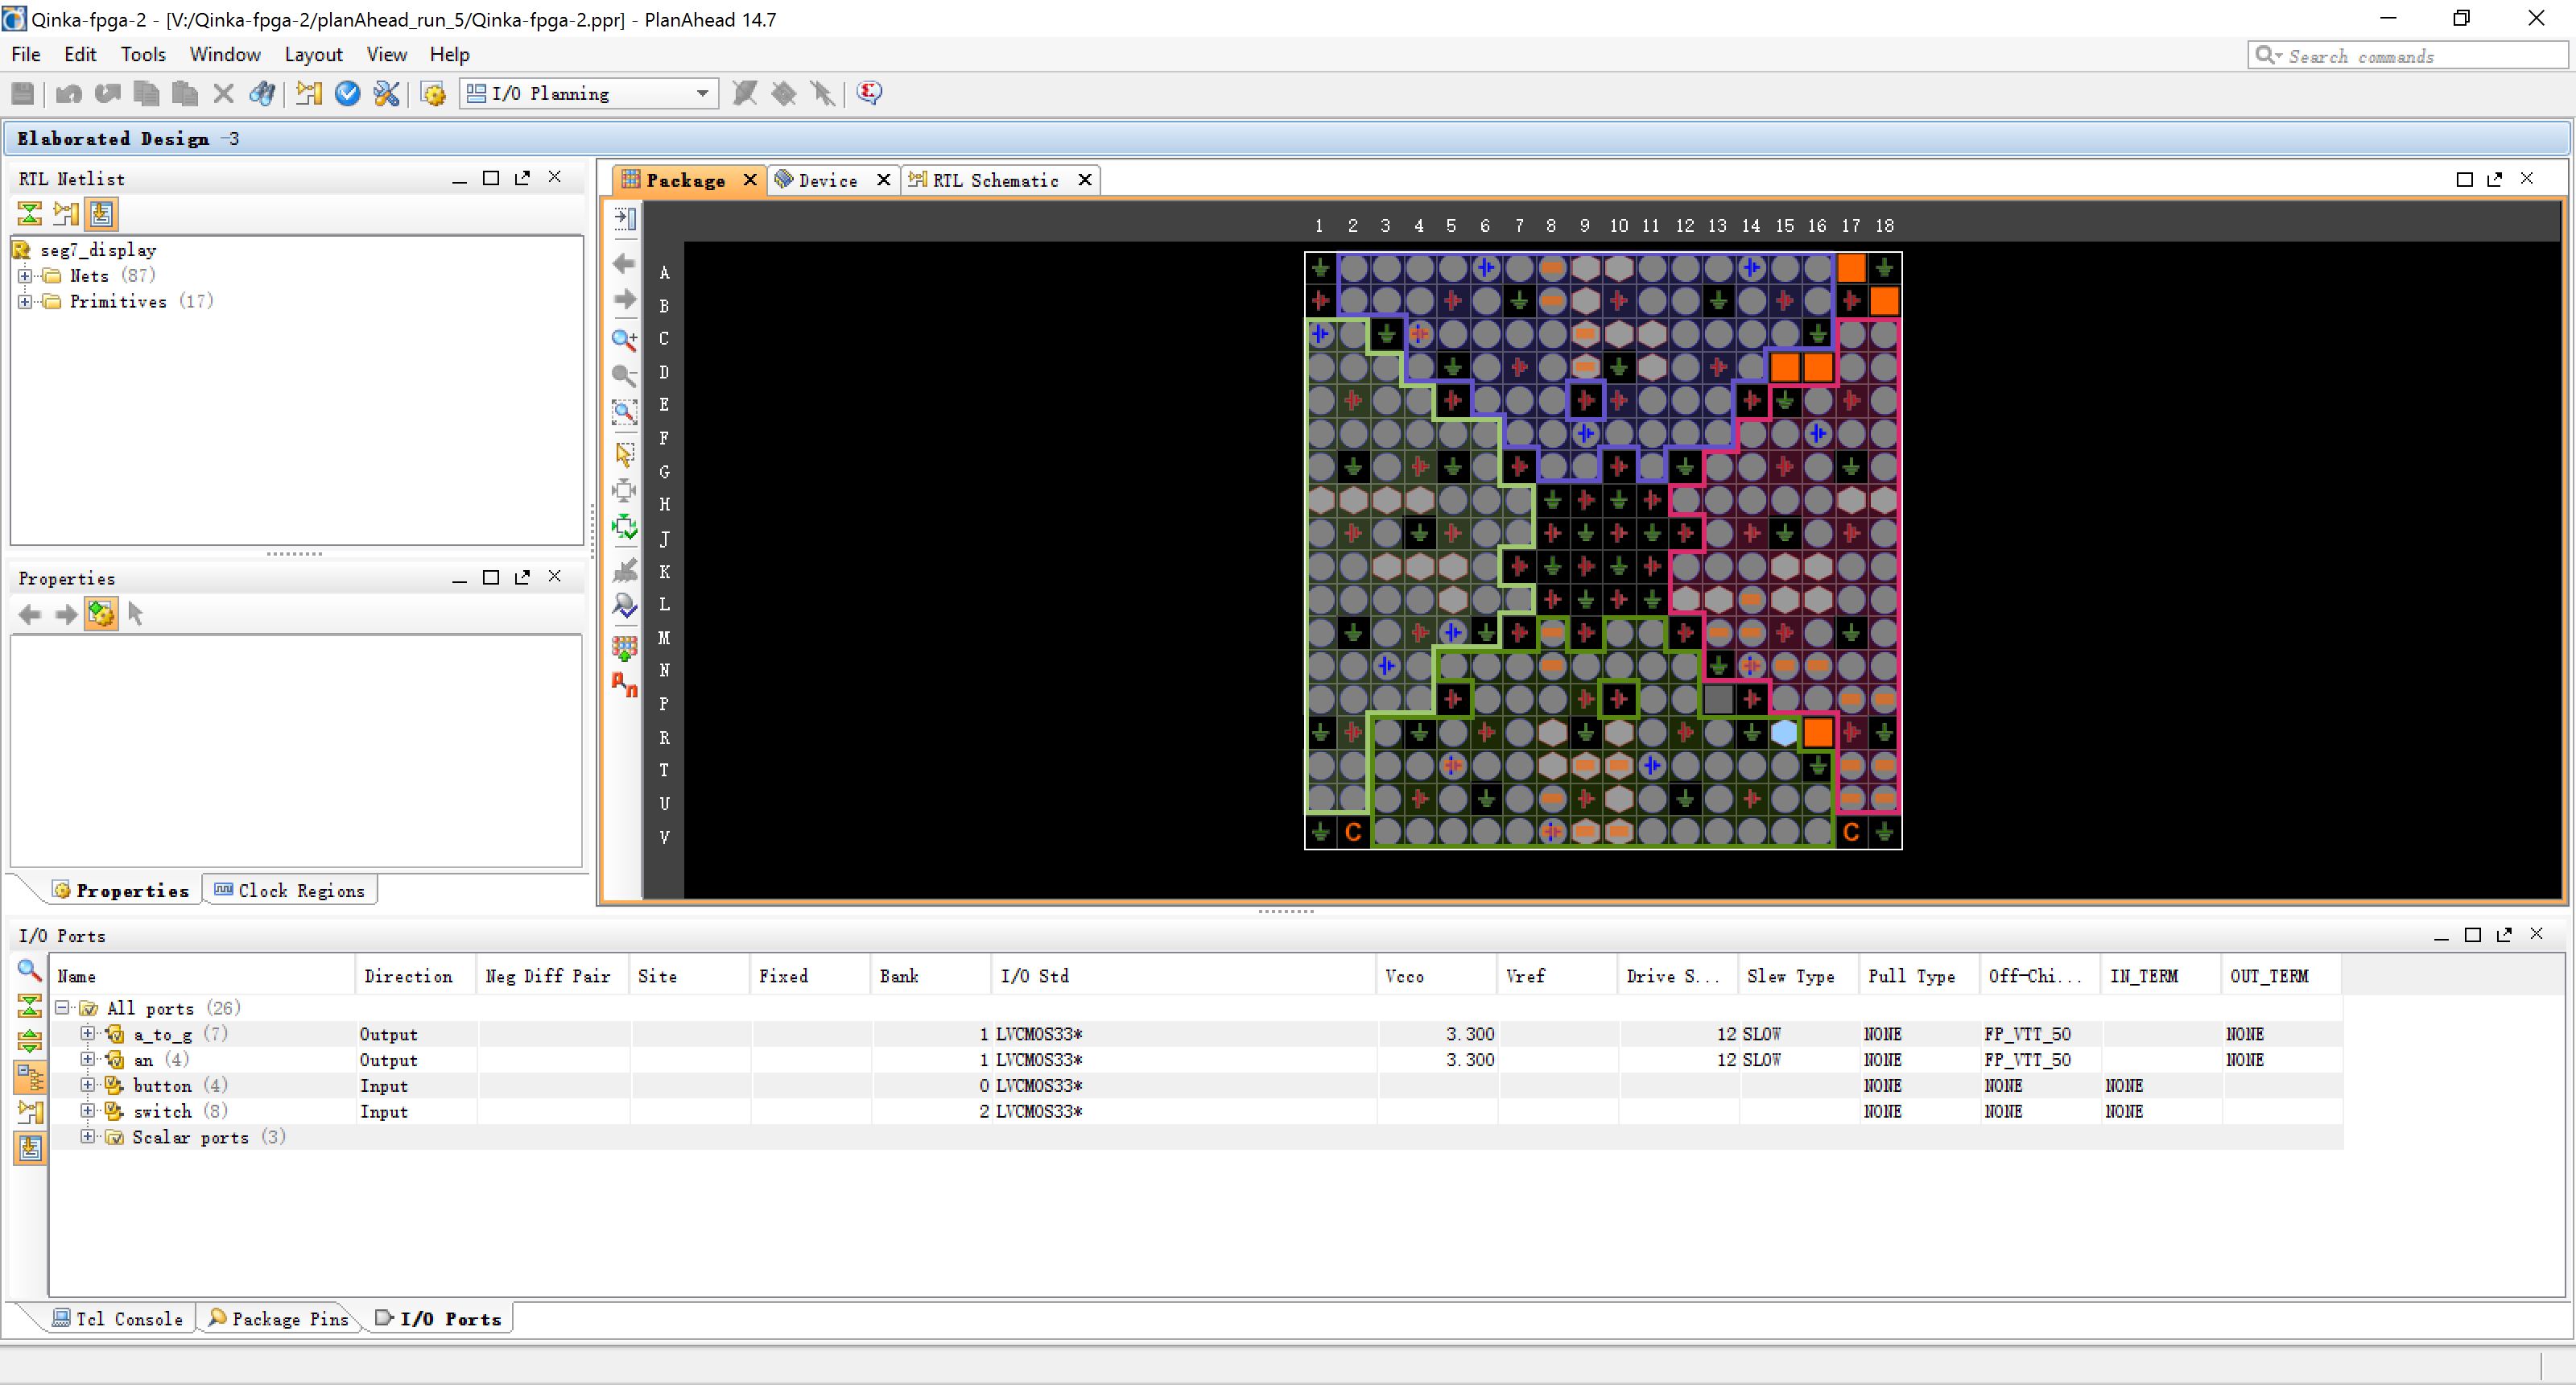 Qinka-fpga-2 - [V:/Qinka-fpga-2/planAhead_run_5/Qinka-fpga-2.ppr] - PlanAhead 14.7
File Edit Tools Window Layout View Help
Search commands
I/O Planning
Elaborated Design -3
RTL Netlist
seg7_display
Nets (87)
Primitives (17)
Properties
Properties Clock Regions
Package Device RTL Schematic
1 2 3 4 5 6 7 8 9 10 11 12 13 14 15 16 17 18
A
B
C
D
E
F
G
H
J
K
L
M
N
P
R
T
U
V
C C
I/O Ports
Name Direction Neg Diff Pair Site Fixed Bank I/O Std Vcco Vref Drive S... Slew Type Pull Type Off-Chi... IN_TERM OUT_TERM
All ports (26)
a_to_g (7) Output 1 LVCMOS33* 3.300 12 SLOW NONE FP_VTT_50 NONE
an (4) Output 1 LVCMOS33* 3.300 12 SLOW NONE FP_VTT_50 NONE
button (4) Input 0 LVCMOS33* NONE NONE NONE
switch (8) Input 2 LVCMOS33* NONE NONE NONE
Scalar ports (3)
Tcl Console Package Pins I/O Ports